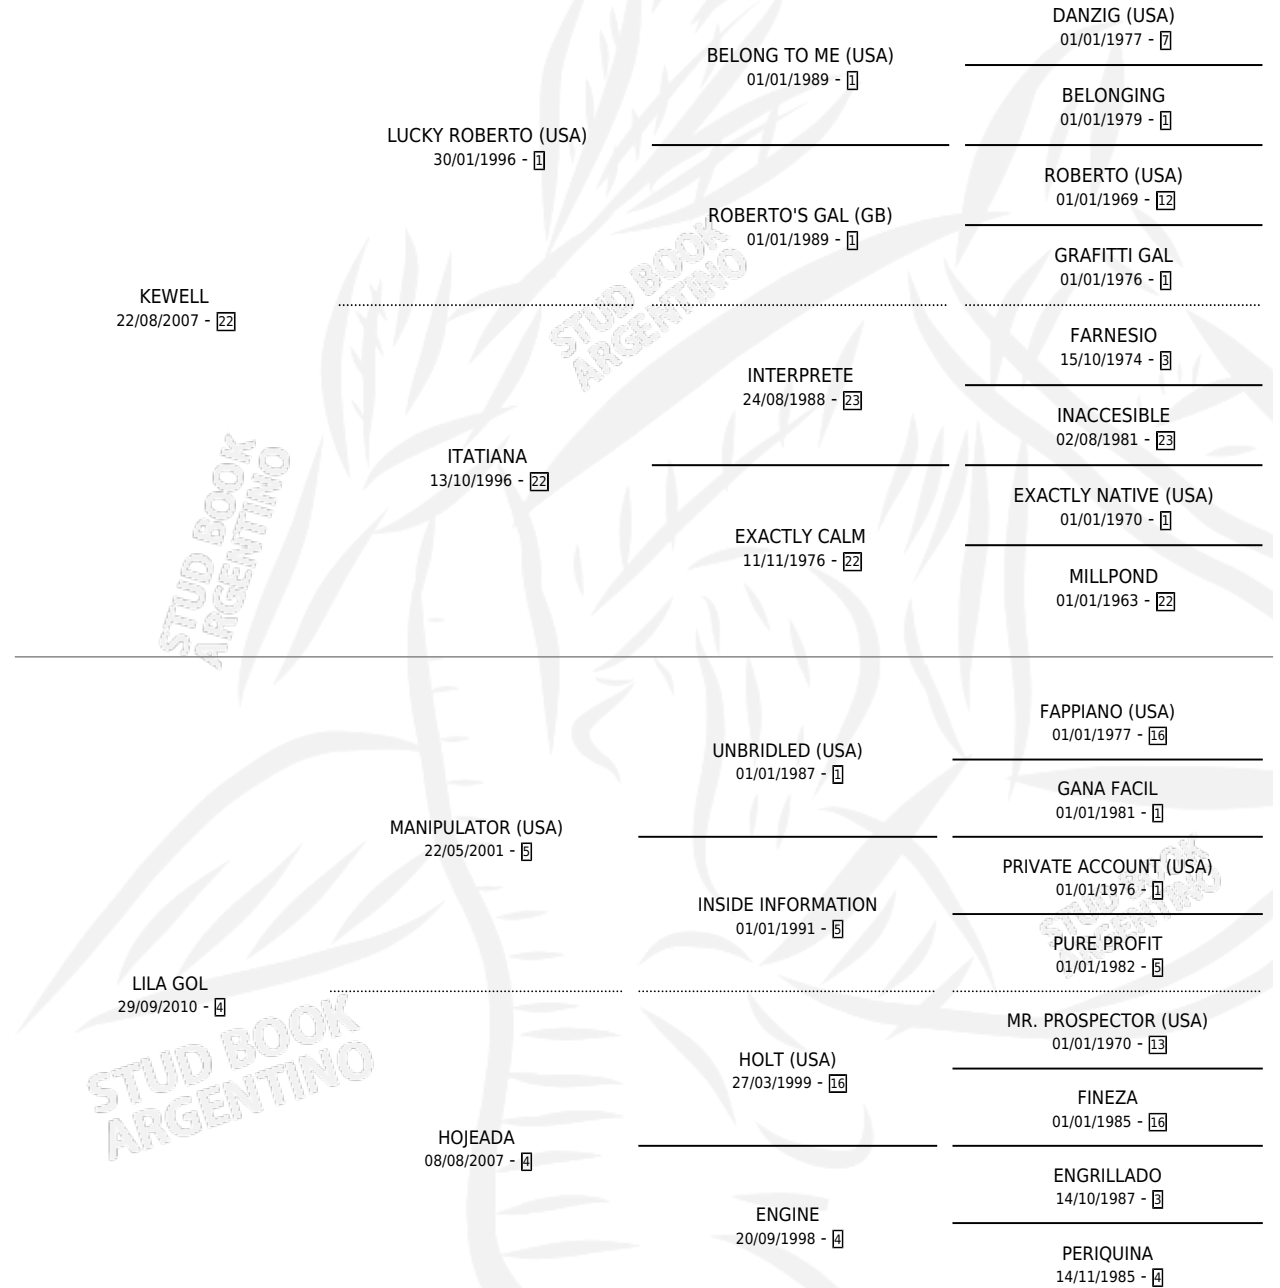 DANZIG (USA)
01/01/1977 - 7
BELONG TO ME (USA)
01/01/1989 - 1
BELONGING
01/01/1979 - 1
LUCKY ROBERTO (USA)
30/01/1996 - 1
ROBERTO (USA)
01/01/1969 - 12
ROBERTO'S GAL (GB)
01/01/1989 - 1
GRAFITTI GAL
01/01/1976 - 1
KEWELL
22/08/2007 - 22
FARNESIO
15/10/1974 - 3
INTERPRETE
24/08/1988 - 23
INACCESIBLE
02/08/1981 - 23
ITATIANA
13/10/1996 - 22
EXACTLY NATIVE (USA)
01/01/1970 - 1
EXACTLY CALM
11/11/1976 - 22
MILLPOND
01/01/1963 - 22
STUD BOOK
ARGENTINO
STUD BOOK
ARGENTINO
FAPPIANO (USA)
01/01/1977 - 16
UNBRIDLED (USA)
01/01/1987 - 1
GANA FACIL
01/01/1981 - 1
MANIPULATOR (USA)
22/05/2001 - 5
PRIVATE ACCOUNT (USA)
01/01/1976 - 1
INSIDE INFORMATION
01/01/1991 - 5
PURE PROFIT
01/01/1982 - 5
LILA GOL
29/09/2010 - 4
MR. PROSPECTOR (USA)
01/01/1970 - 13
HOLT (USA)
27/03/1999 - 16
FINEZA
01/01/1985 - 16
HOJEADA
08/08/2007 - 4
ENGRILLADO
14/10/1987 - 3
ENGINE
20/09/1998 - 4
PERIQUINA
14/11/1985 - 4
STUD BOOK
ARGENTINO
STUD BOOK
ARGENTINO